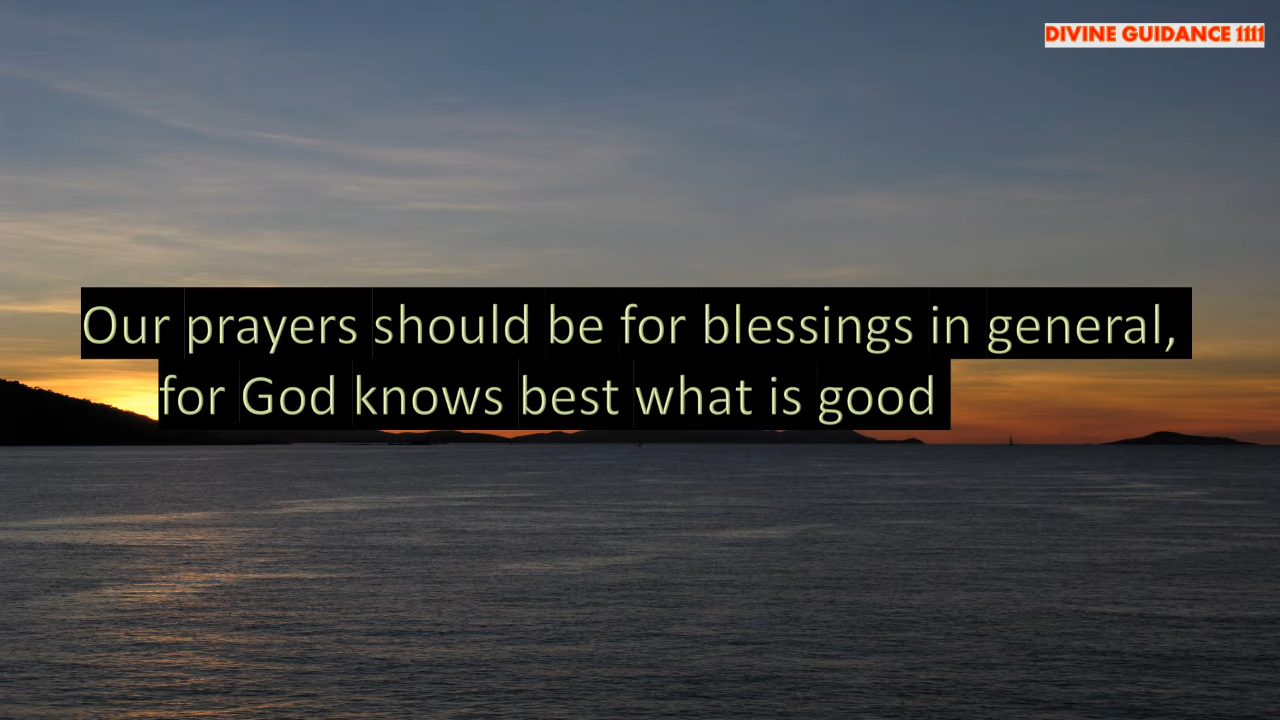 DIVINE GUIDANCE 1111
Our prayers should be for blessings in general,
for God knows best what is good